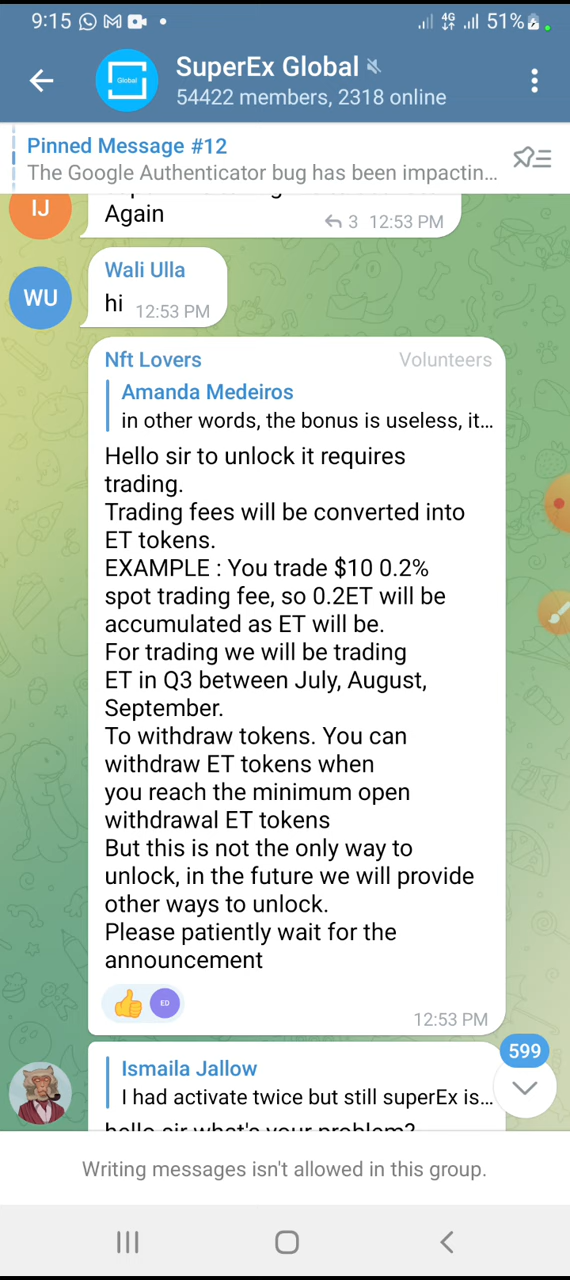 9:15 4G 51%
SuperEx Global
Global
54422 members, 2318 online
Pinned Message #12
The Google Authenticator bug has been impactin...
IJ
Again 3 12:53 PM
Wali Ulla
WU
hi 12:53 PM
Nft Lovers Volunteers
Amanda Medeiros
in other words, the bonus is useless, it...
Hello sir to unlock it requires
trading.
Trading fees will be converted into
ET tokens.
EXAMPLE : You trade $10 0.2%
spot trading fee, so 0.2ET will be
accumulated as ET will be.
For trading we will be trading
ET in Q3 between July, August,
September.
To withdraw tokens. You can
withdraw ET tokens when
you reach the minimum open
withdrawal ET tokens
But this is not the only way to
unlock, in the future we will provide
other ways to unlock.
Please patiently wait for the
announcement
ED
12:53 PM
599
Ismaila Jallow
I had activate twice but still superEx is...
hello sir what's your problem?
Writing messages isn't allowed in this group.